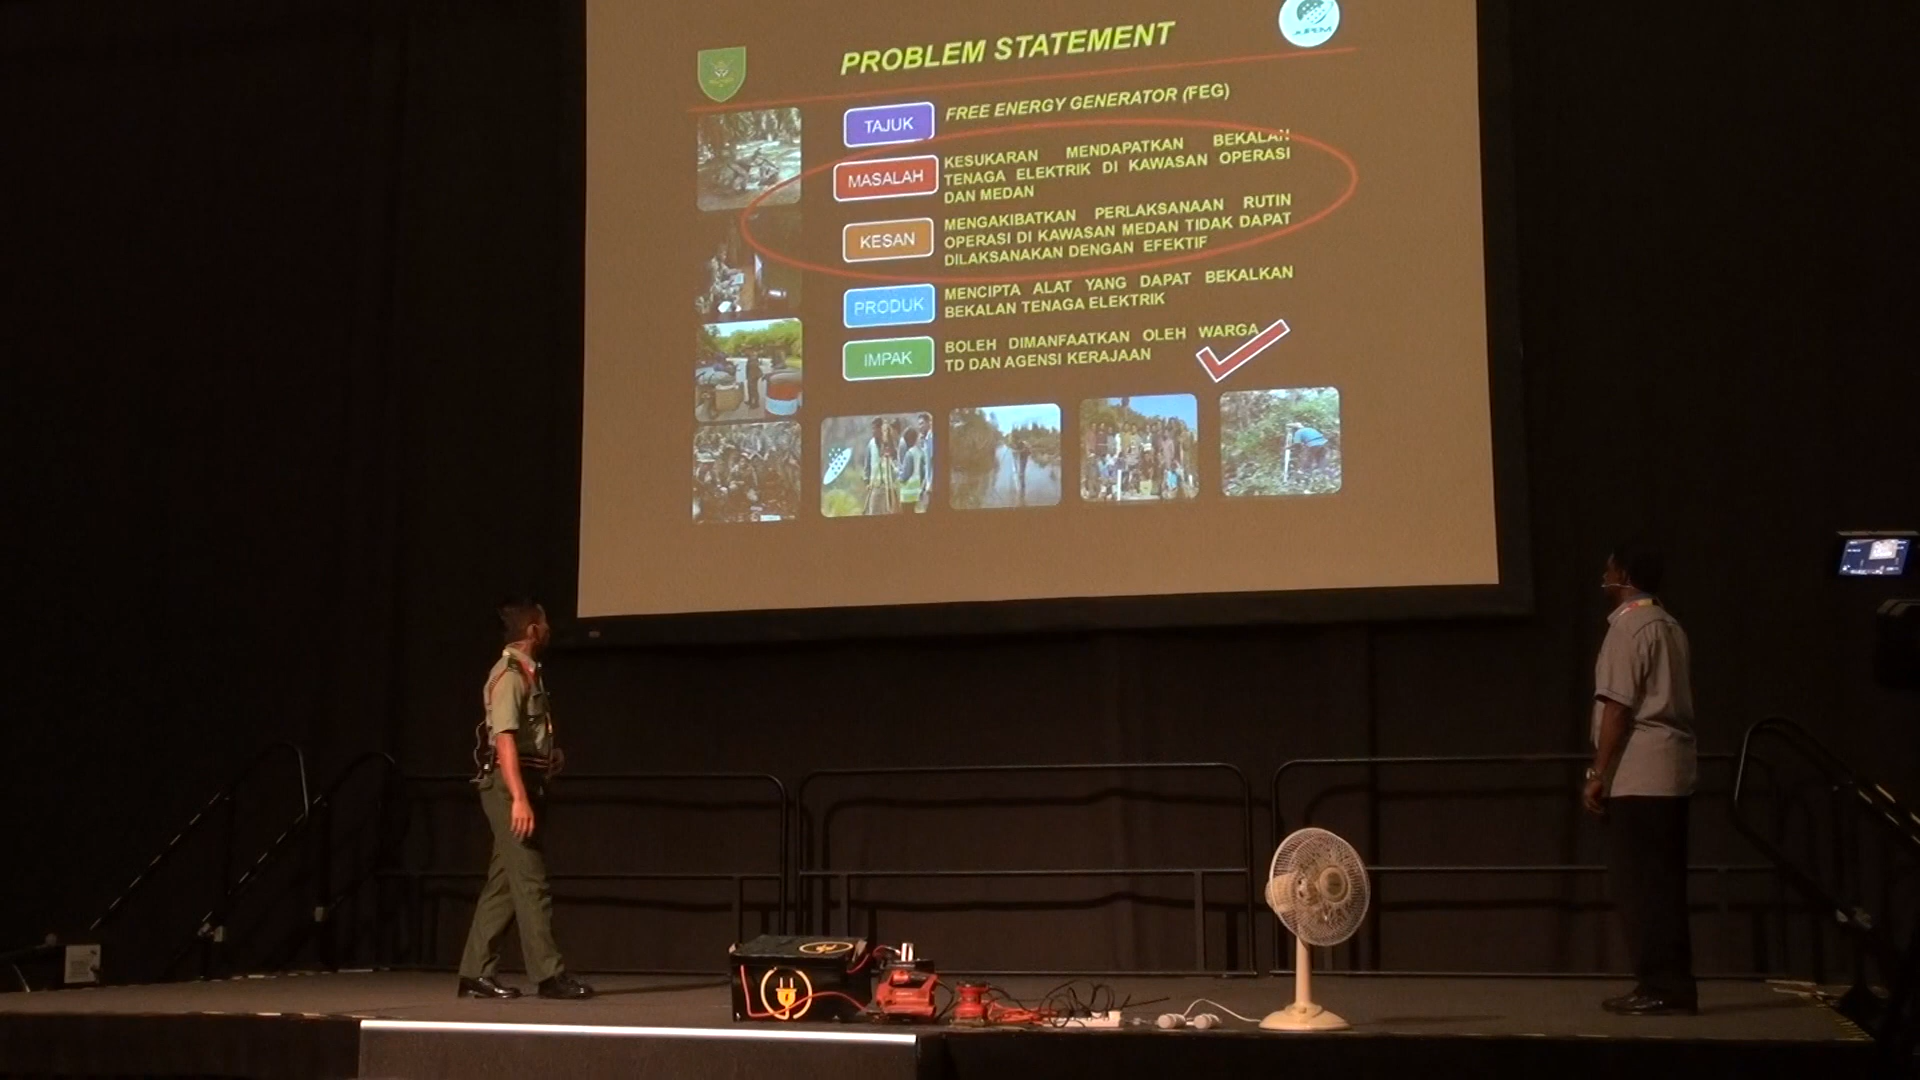 PROBLEM STATEMENT
JUPEM
TAJUK
FREE ENERGY GENERATOR (FEG)
MASALAH
KESUKARAN MENDAPATKAN BEKALAN
TENAGA ELEKTRIK DI KAWASAN OPERASI
DAN MEDAN
KESAN
MENGAKIBATKAN PERLAKSANAAN RUTIN
OPERASI DI KAWASAN MEDAN TIDAK DAPAT
DILAKSANAKAN DENGAN EFEKTIF
PRODUK
MENCIPTA ALAT YANG DAPAT BEKALKAN
BEKALAN TENAGA ELEKTRIK
IMPAK
BOLEH DIMANFAATKAN OLEH WARGA
TD DAN AGENSI KERAJAAN